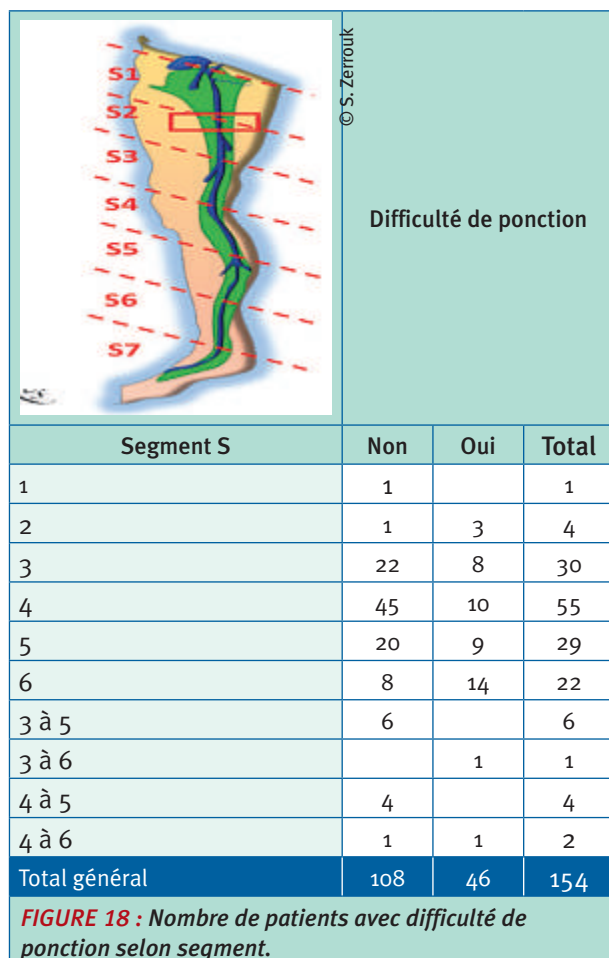 © S. Zerrouk
S1
S2
S3
S4
S5
S6
S7
Difficulté de ponction
Segment S Non Oui Total
1 1 1
2 1 3 4
3 22 8 30
4 45 10 55
5 20 9 29
6 8 14 22
3 à 5 6 6
3 à 6 1 1
4 à 5 4 4
4 à 6 1 1 2
Total général 108 46 154
FIGURE 18 : Nombre de patients avec difficulté de
ponction selon segment.